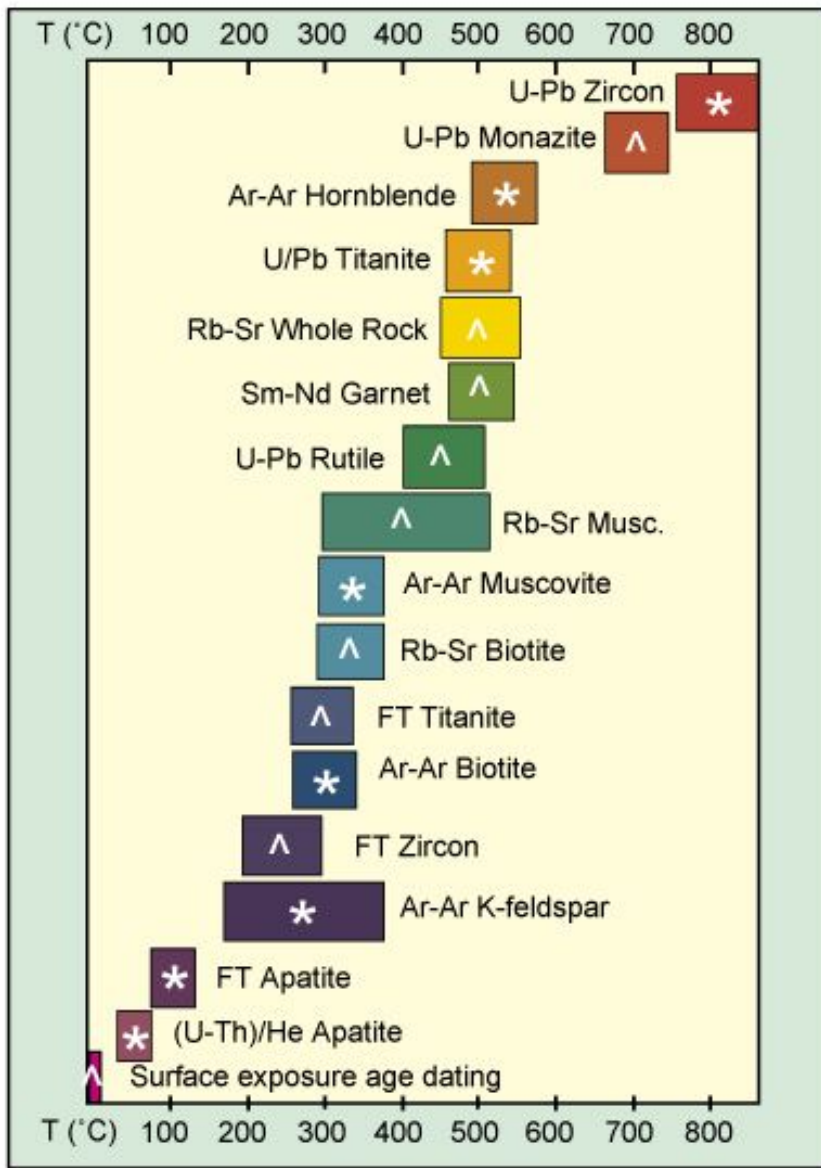 T (˚C) 100 200 300 400 500 600 700 800
U-Pb Zircon *
U-Pb Monazite ^
Ar-Ar Hornblende *
U/Pb Titanite *
Rb-Sr Whole Rock ^
Sm-Nd Garnet ^
U-Pb Rutile ^
^ Rb-Sr Musc.
* Ar-Ar Muscovite
^ Rb-Sr Biotite
^ FT Titanite
* Ar-Ar Biotite
^ FT Zircon
* Ar-Ar K-feldspar
* FT Apatite
* (U-Th)/He Apatite
^ Surface exposure age dating
T (˚C) 100 200 300 400 500 600 700 800